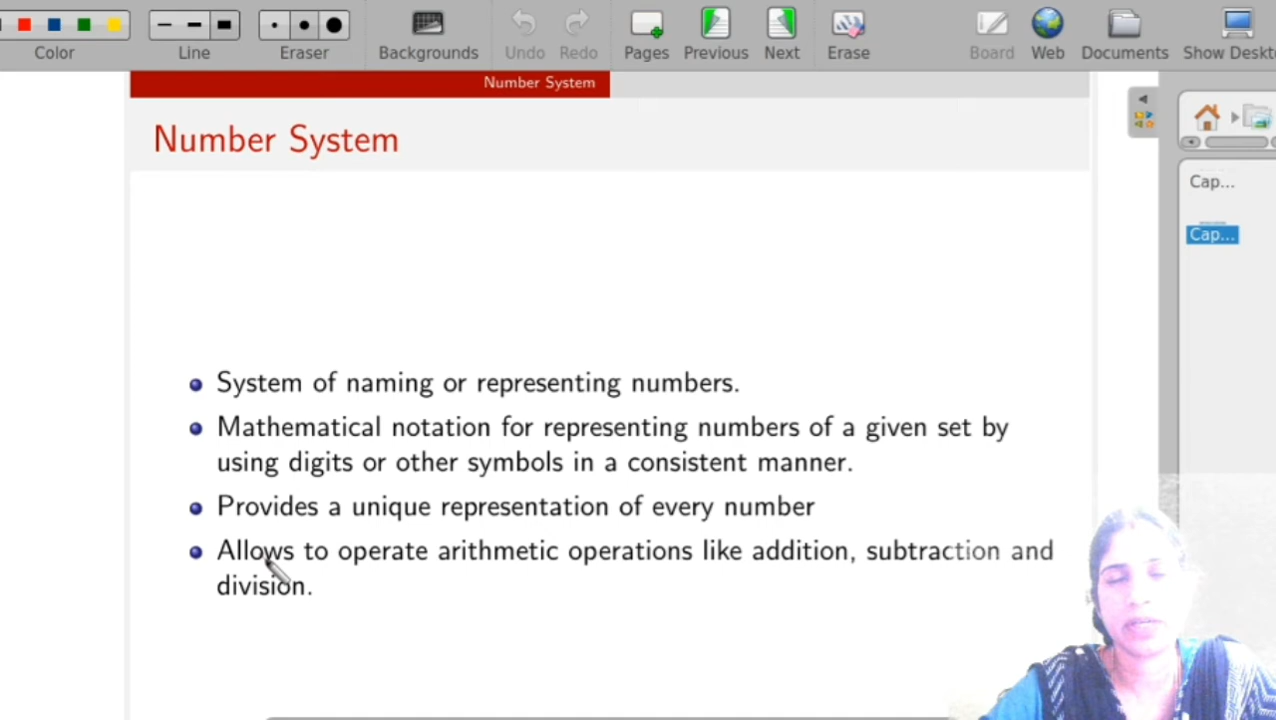 Color Line Eraser Backgrounds Undo Redo Pages Previous Next Erase Board Web Documents Show Deskt
Number System
Number System
Cap...
Cap...
System of naming or representing numbers.
Mathematical notation for representing numbers of a given set by
using digits or other symbols in a consistent manner.
Provides a unique representation of every number
Allows to operate arithmetic operations like addition, subtraction and
division.